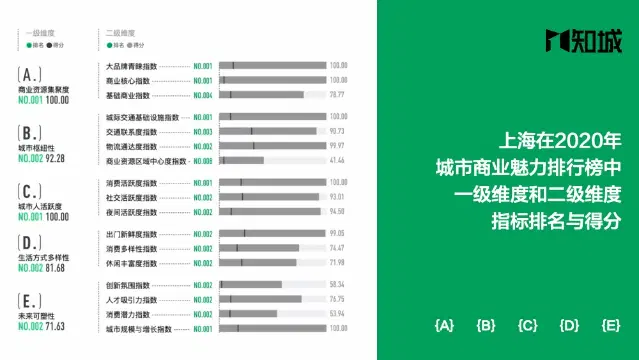 一级维度
排名 得分
二级维度
排名 得分
[A.]
商业资源集聚度
NO.001 100.00
大品牌青睐指数 NO.001 100.00
商业核心指数 NO.001 100.00
基础商业指数 NO.004 78.77
[B.]
城市枢纽性
NO.002 92.28
城际交通基础设施指数 NO.001 100.00
交通联系度指数 NO.003 90.73
物流通达度指数 NO.002 99.97
商业资源区域中心度指数 NO.008 41.46
[C.]
城市人活跃度
NO.001 100.00
消费活跃度指数 NO.001 100.00
社交活跃度指数 NO.002 93.01
夜间活跃度指数 NO.002 94.50
[D.]
生活方式多样性
NO.002 81.68
出门新鲜度指数 NO.002 99.05
消费多样性指数 NO.002 74.47
休闲丰富度指数 NO.002 71.98
[E.]
未来可塑性
NO.002 71.63
创新氛围指数 NO.002 58.34
人才吸引力指数 NO.002 76.75
消费潜力指数 NO.002 53.94
城市规模与增长指数 NO.001 100.00
知城
上海在2020年
城市商业魅力排行榜中
一级维度和二级维度
指标排名与得分
{A} {B} {C} {D} {E}